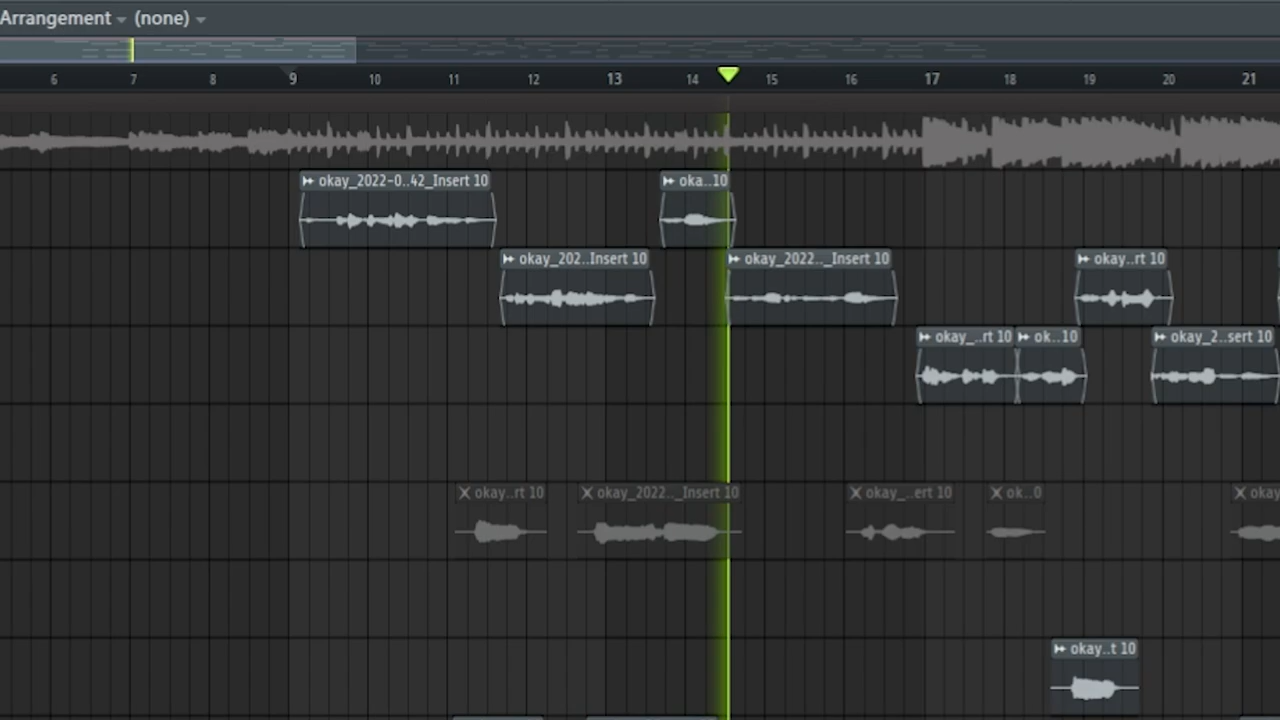 Arrangement (none)
6 7 8 9 10 11 12 13 14 15 16 17 18 19 20 21
okay_2022-0..42_Insert 10 oka..10
okay_202..Insert 10 okay_2022.._Insert 10 okay..rt 10
okay_..rt 10 ok..10 okay_2..sert 10
okay..rt 10 okay_2022.._Insert 10 okay_..ert 10 ok..0 okay
okay..t 10